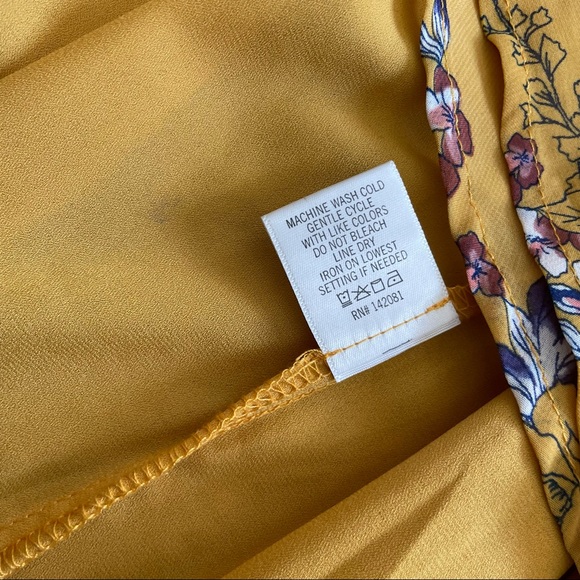 MACHINE WASH COLD
GENTLE CYCLE
WITH LIKE COLORS
DO NOT BLEACH
LINE DRY
IRON ON LOWEST
SETTING IF NEEDED
RN# 142081